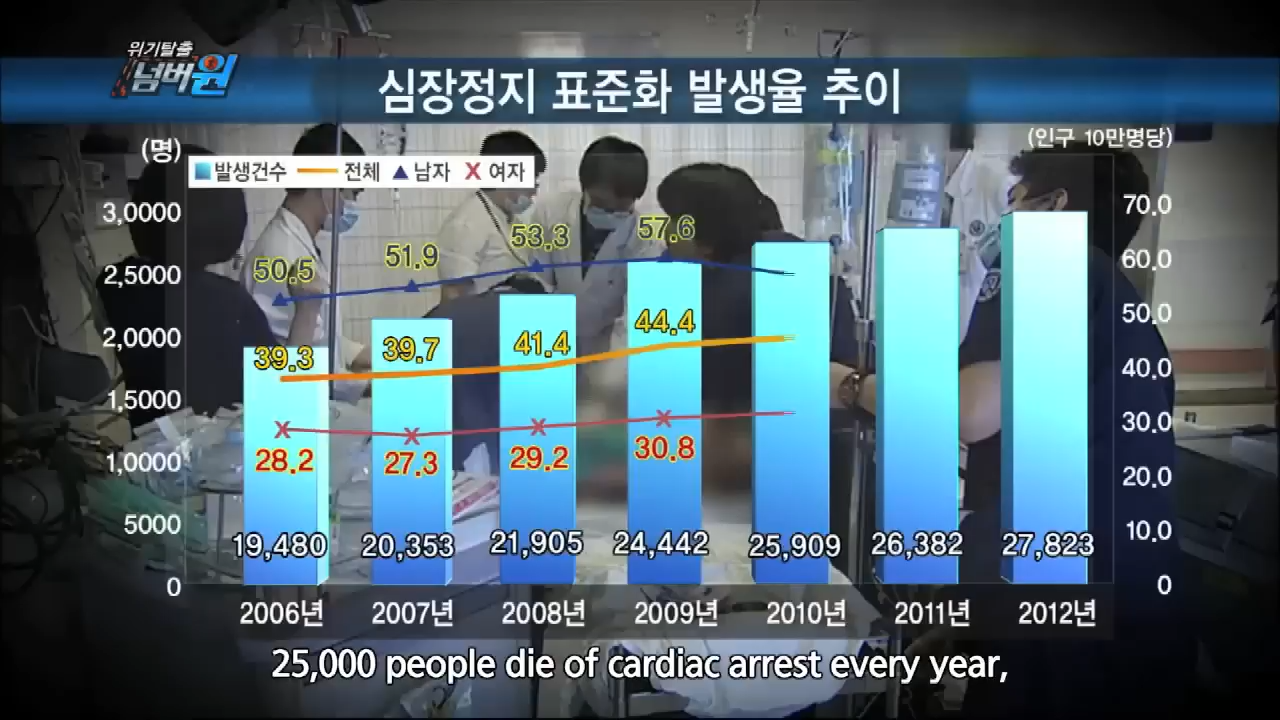 위기탈출
넘버원
심장정지 표준화 발생율 추이
(명)
(인구 10만명당)
발생건수 전체 남자 여자
3,0000
2,5000
2,0000
1,5000
1,0000
5000
0
70.0
60.0
50.0
40.0
30.0
20.0
10.0
0
50.5 51.9 53.3 57.6
39.3 39.7 41.4 44.4
28.2 27.3 29.2 30.8
19,480 20,353 21,905 24,442 25,909 26,382 27,823
2006년 2007년 2008년 2009년 2010년 2011년 2012년
25,000 people die of cardiac arrest every year,